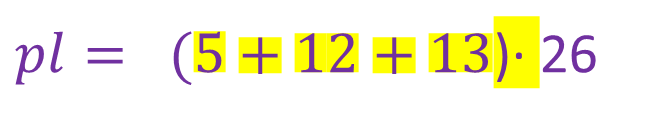 pl = (5 + 12 + 13)· 26